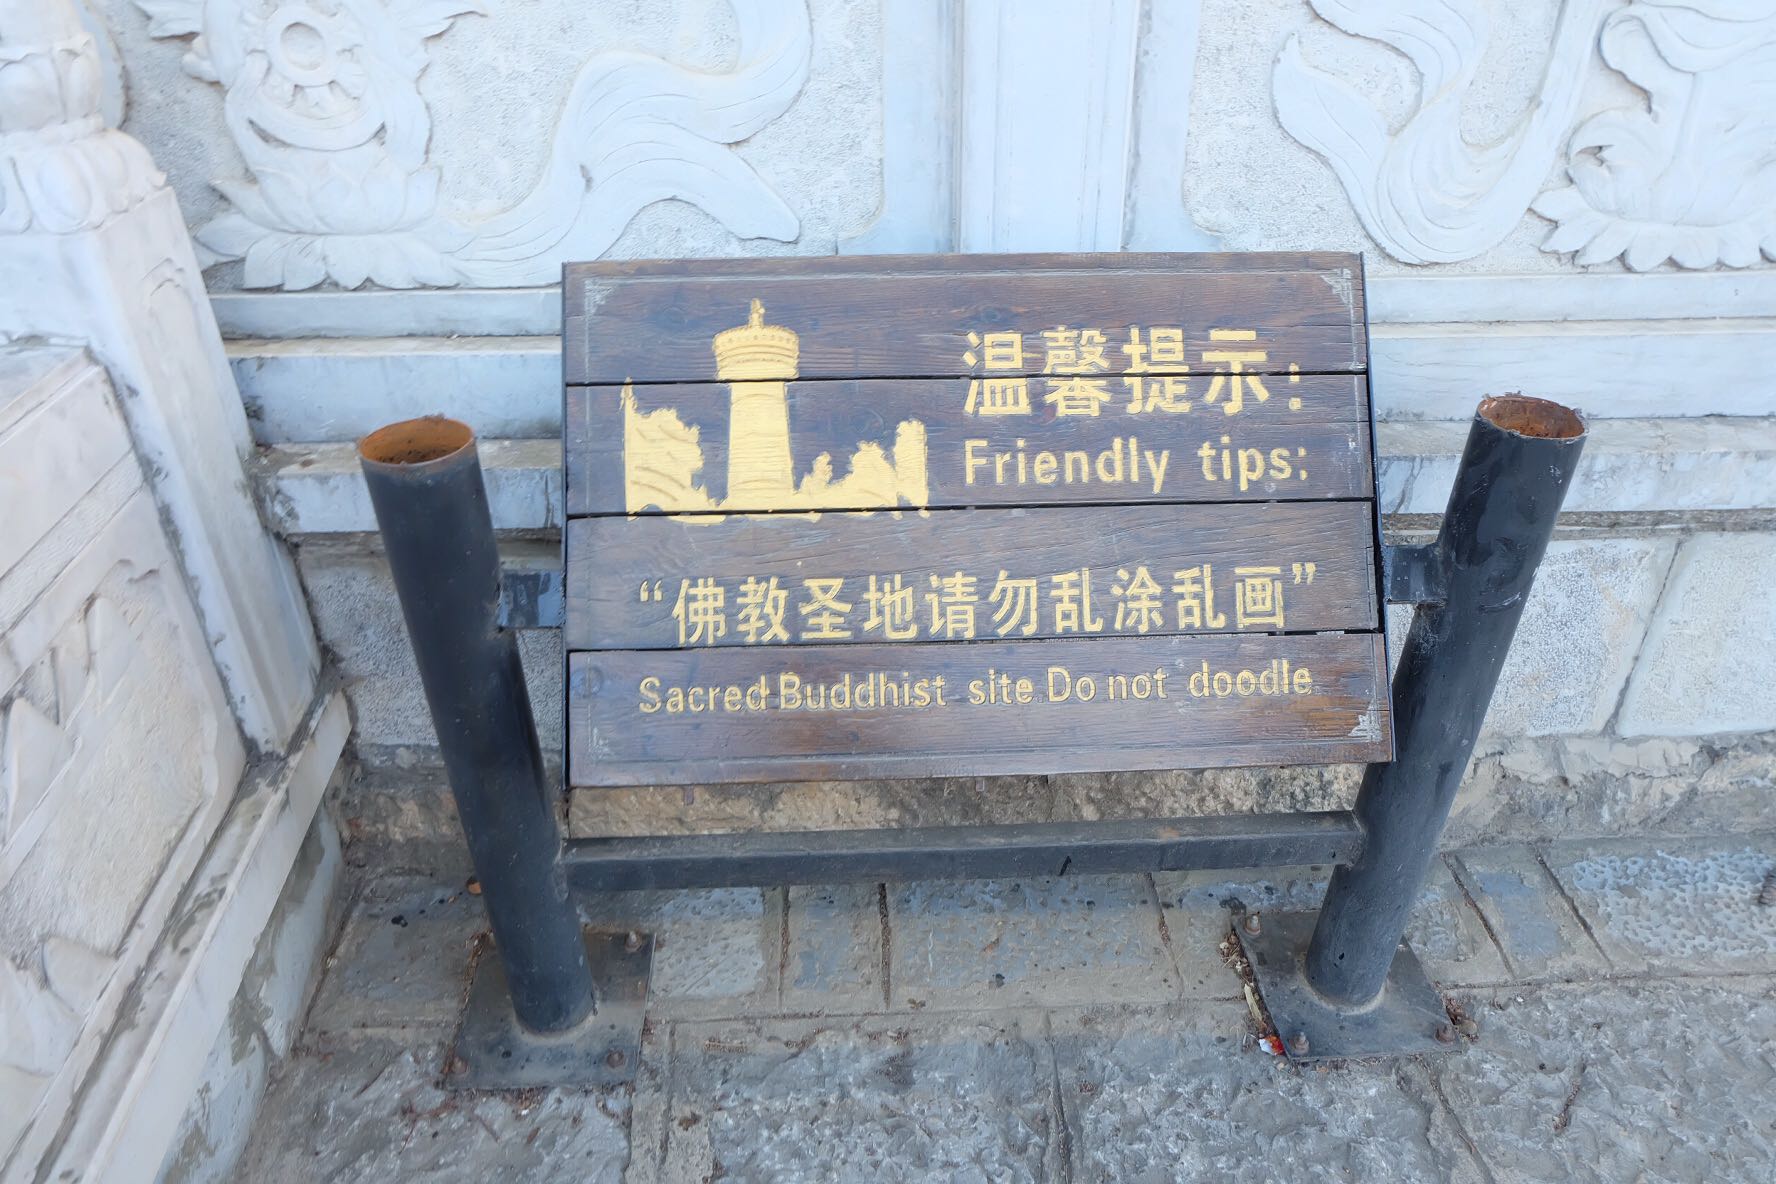 温馨提示:
Friendly tips:
“佛教圣地请勿乱涂乱画”
Sacred Buddhist site.Do not doodle